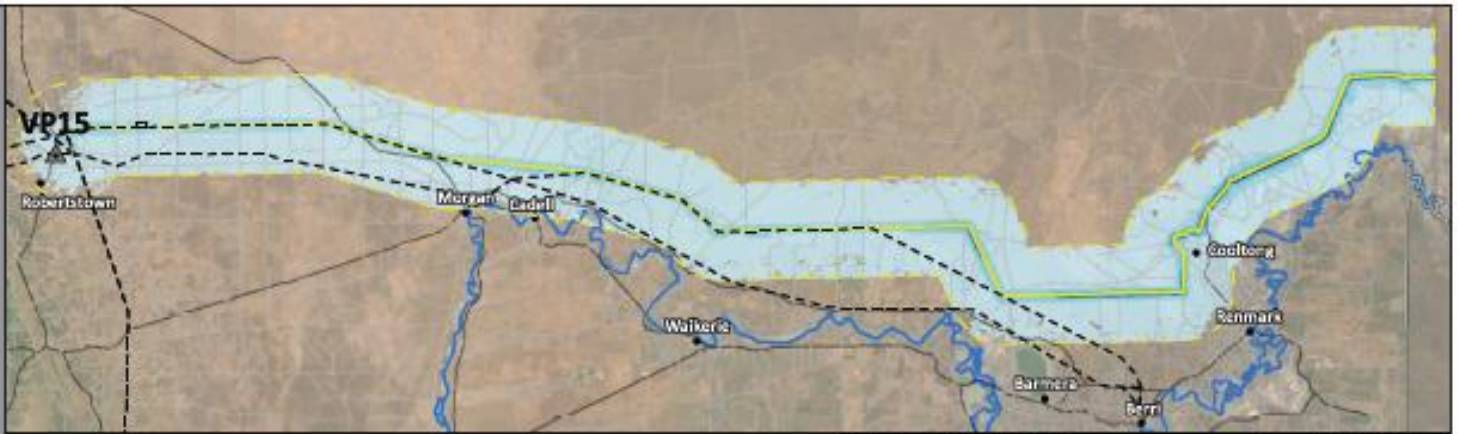 VP15
Robertstown
Morgan
Cadell
Cooltong
Renmark
Waikerie
Barmera
Berri